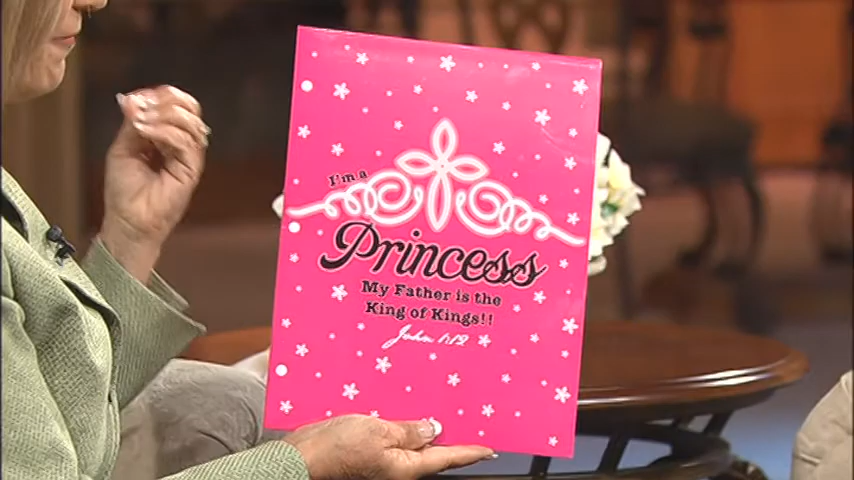 I'm a
Princess
My Father is the
King of Kings!!
John 1:12